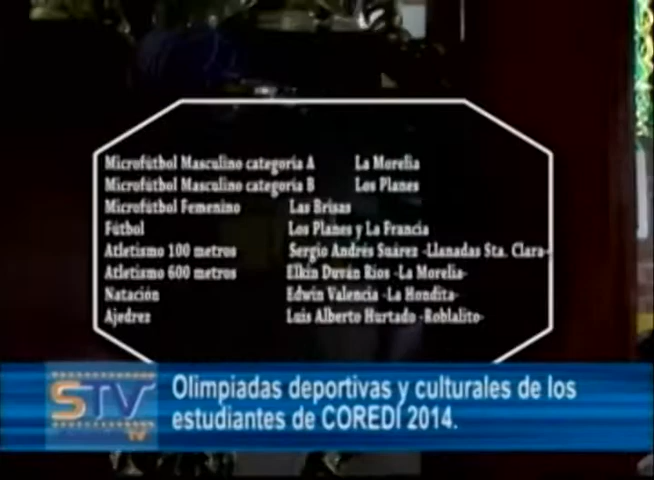 Microfútbol Masculino categoría A La Morelia
Microfútbol Masculino categoría B Los Planes
Microfútbol Femenino Las Brisas
Fútbol Los Planes y La Francia
Atletismo 100 metros Sergio Andrés Suárez -Llanadas Sta. Clara-
Atletismo 600 metros Elkin Duván Ríos -La Morelia-
Natación Edwin Valencia -La Hondita-
Ajedrez Luis Alberto Hurtado -Roblalito-
STV
TV
Olimpiadas deportivas y culturales de los
estudiantes de COREDI 2014.